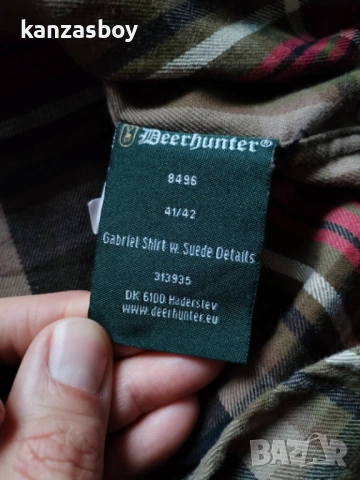 kanzasboy
Deerhunter®
8496
41/42
Gabriel Shirt w. Suede Details
313935
DK 6100 Haderslev
www.deerhunter.eu
BAZAR